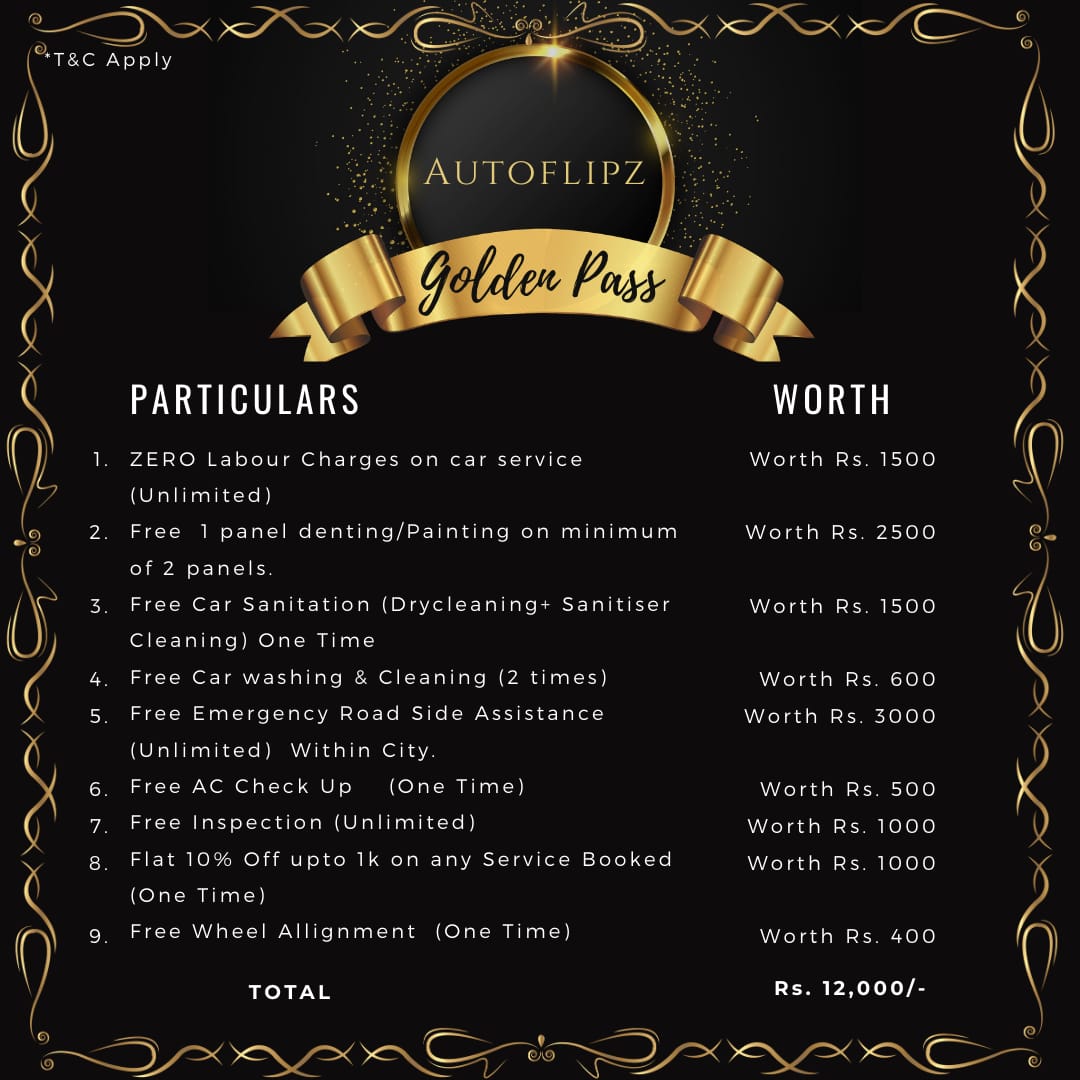 *T&C Apply
AUTOFLIPZ
Golden Pass
PARTICULARS WORTH
1. ZERO Labour Charges on car service Worth Rs. 1500
(Unlimited)
2. Free 1 panel denting/Painting on minimum Worth Rs. 2500
of 2 panels.
3. Free Car Sanitation (Drycleaning+ Sanitiser Worth Rs. 1500
Cleaning) One Time
4. Free Car washing & Cleaning (2 times) Worth Rs. 600
5. Free Emergency Road Side Assistance Worth Rs. 3000
(Unlimited) Within City.
6. Free AC Check Up (One Time) Worth Rs. 500
7. Free Inspection (Unlimited) Worth Rs. 1000
8. Flat 10% Off upto 1k on any Service Booked Worth Rs. 1000
(One Time)
9. Free Wheel Allignment (One Time) Worth Rs. 400
TOTAL Rs. 12,000/-